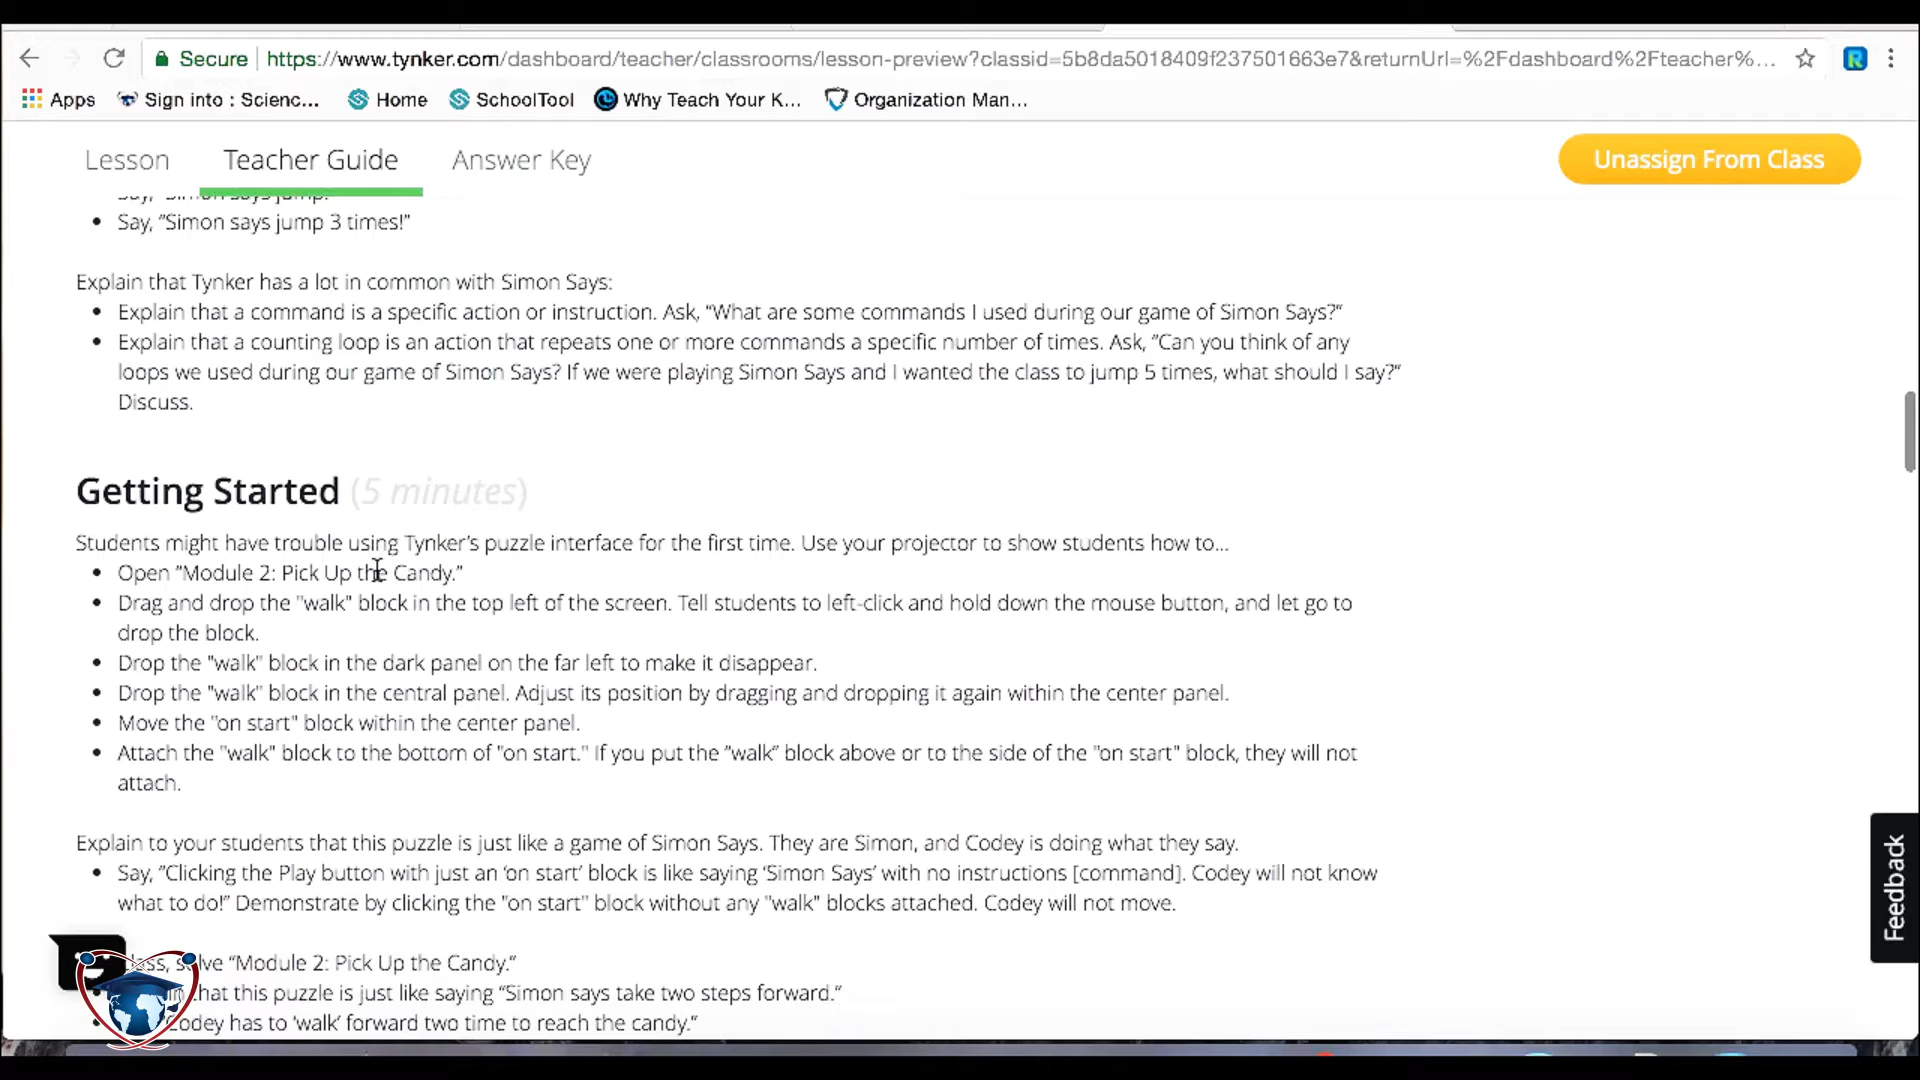 Secure https://www.tynker.com/dashboard/teacher/classrooms/lesson-preview?classid=5b8da5018409f237501663e7&returnUrl=%2Fdashboard%2Fteacher%...
Apps Sign into : Scienc... Home SchoolTool Why Teach Your K... Organization Man...
Lesson Teacher Guide Answer Key Unassign From Class
Say, "Simon says jump!"
• Say, "Simon says jump 3 times!"
Explain that Tynker has a lot in common with Simon Says:
• Explain that a command is a specific action or instruction. Ask, "What are some commands I used during our game of Simon Says?"
• Explain that a counting loop is an action that repeats one or more commands a specific number of times. Ask, "Can you think of any
loops we used during our game of Simon Says? If we were playing Simon Says and I wanted the class to jump 5 times, what should I say?"
Discuss.
Getting Started (5 minutes)
Students might have trouble using Tynker's puzzle interface for the first time. Use your projector to show students how to...
• Open "Module 2: Pick Up the Candy."
• Drag and drop the "walk" block in the top left of the screen. Tell students to left-click and hold down the mouse button, and let go to
drop the block.
• Drop the "walk" block in the dark panel on the far left to make it disappear.
• Drop the "walk" block in the central panel. Adjust its position by dragging and dropping it again within the center panel.
• Move the "on start" block within the center panel.
• Attach the "walk" block to the bottom of "on start." If you put the "walk" block above or to the side of the "on start" block, they will not
attach.
Explain to your students that this puzzle is just like a game of Simon Says. They are Simon, and Codey is doing what they say.
• Say, "Clicking the Play button with just an 'on start' block is like saying 'Simon Says' with no instructions [command]. Codey will not know
what to do!" Demonstrate by clicking the "on start" block without any "walk" blocks attached. Codey will not move.
solve "Module 2: Pick Up the Candy."
that this puzzle is just like saying "Simon says take two steps forward."
Codey has to 'walk' forward two time to reach the candy."
Feedback